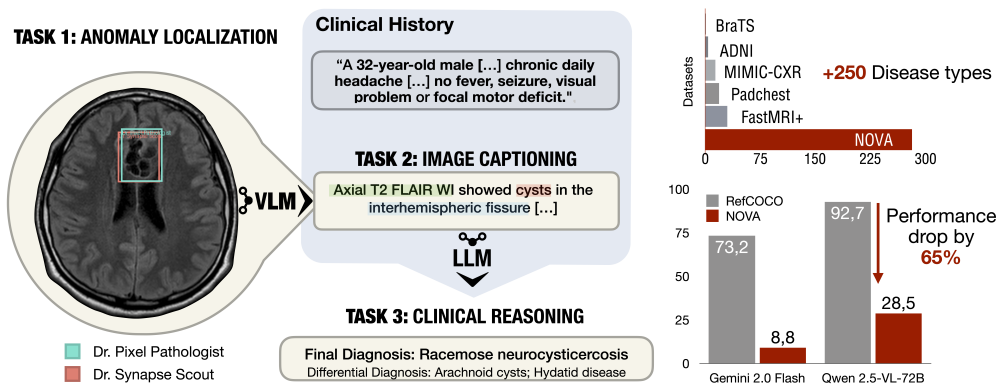 TASK 1: ANOMALY LOCALIZATION
VLM
Dr. Pixel Pathologist
Dr. Synapse Scout
Clinical History
“A 32-year-old male […] chronic daily
headache […] no fever, seizure, visual
problem or focal motor deficit."
TASK 2: IMAGE CAPTIONING
Axial T2 FLAIR WI showed cysts in the
interhemispheric fissure […]
LLM
TASK 3: CLINICAL REASONING
Final Diagnosis: Racemose neurocysticercosis
Differential Diagnosis: Arachnoid cysts; Hydatid disease
Datasets
BraTS
ADNI
MIMIC-CXR
Padchest
FastMRI+
NOVA
+250 Disease types
0 75 150 225 300
100
75
50
25
0
RefCOCO
NOVA
73,2
8,8
92,7
28,5
Performance
drop by
65%
Gemini 2.0 Flash
Qwen 2.5-VL-72B